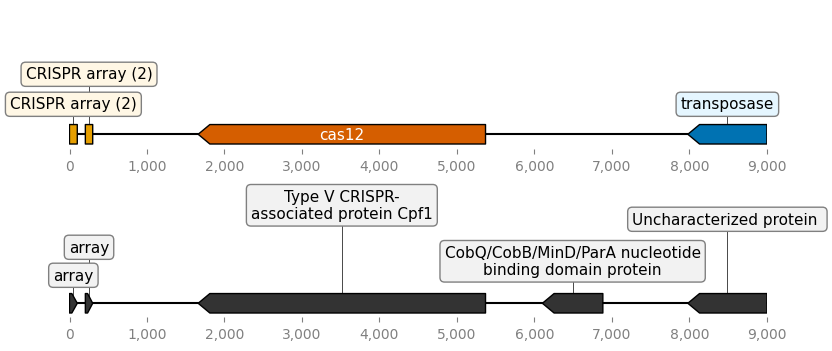 CRISPR array (2)
CRISPR array (2)
transposase
cas12
0 1,000 2,000 3,000 4,000 5,000 6,000 7,000 8,000 9,000
Type V CRISPR-
associated protein Cpf1
Uncharacterized protein
array
CobQ/CobB/MinD/ParA nucleotide
binding domain protein
array
0 1,000 2,000 3,000 4,000 5,000 6,000 7,000 8,000 9,000